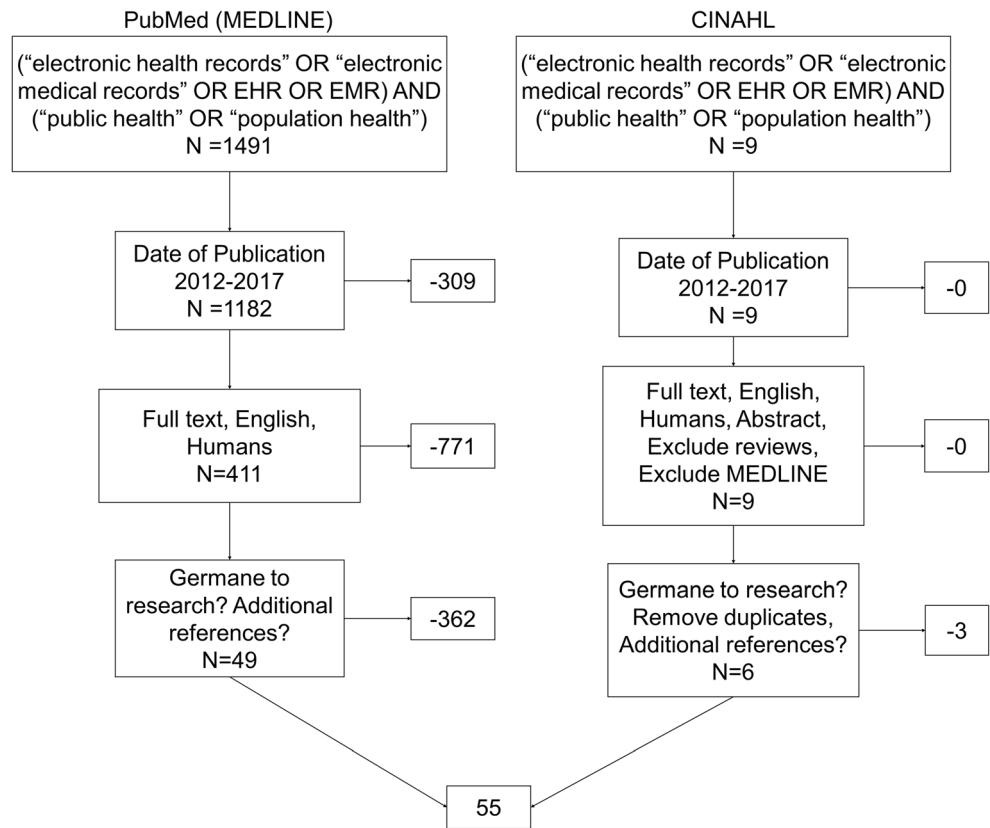 PubMed (MEDLINE)
(“electronic health records” OR “electronic
medical records” OR EHR OR EMR) AND
(“public health” OR “population health”)
N =1491
Date of Publication
2012-2017
N =1182
-309
Full text, English,
Humans
N=411
-771
Germane to
research? Additional
references?
N=49
-362
CINAHL
(“electronic health records” OR “electronic
medical records” OR EHR OR EMR) AND
(“public health” OR “population health”)
N =9
Date of Publication
2012-2017
N =9
-0
Full text, English,
Humans, Abstract,
Exclude reviews,
Exclude MEDLINE
N=9
-0
Germane to research?
Remove duplicates,
Additional references?
N=6
-3
55